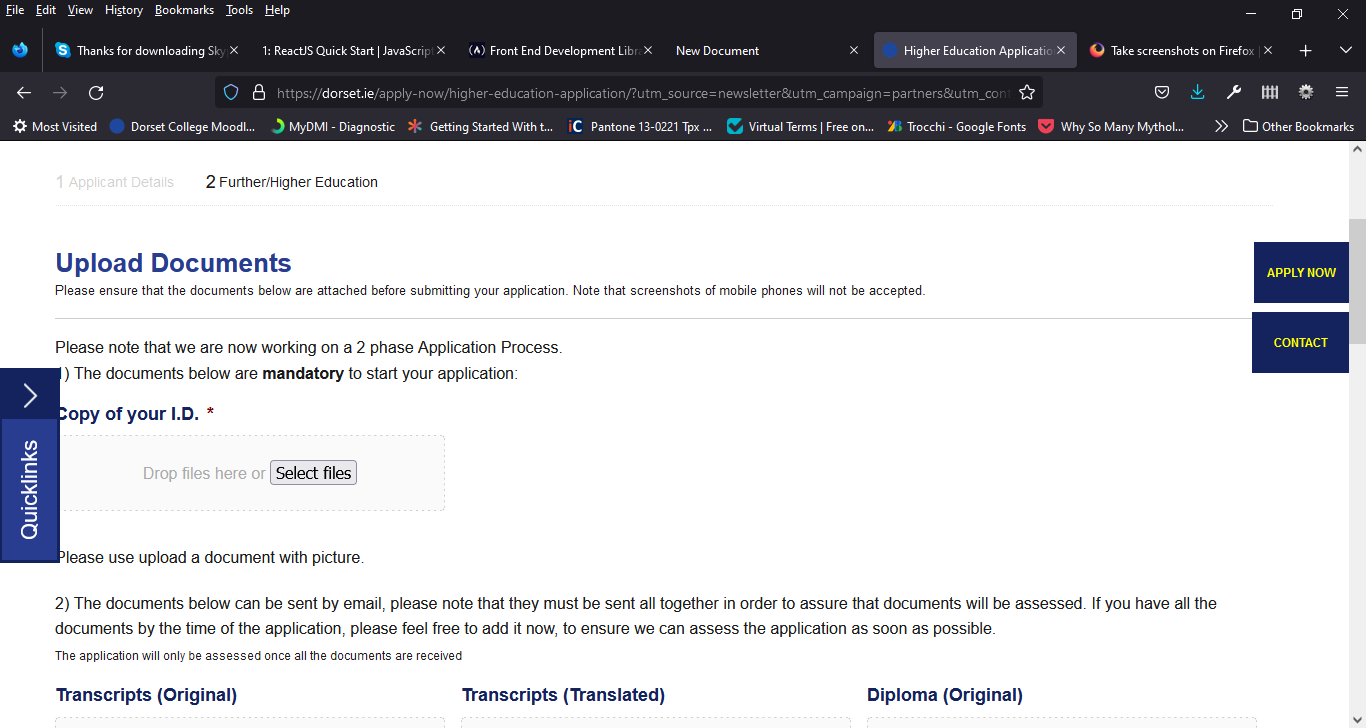 File Edit View History Bookmarks Tools Help
Thanks for downloading Sky
1: ReactJS Quick Start | JavaScript
Front End Development Libra
New Document
Higher Education Applicatio
Take screenshots on Firefox |
https://dorset.ie/apply-now/higher-education-application/?utm_source=newsletter&utm_campaign=partners&utm_con
Most Visited
Dorset College Moodl...
MyDMI - Diagnostic
Getting Started With t...
iC Pantone 13-0221 Tpx ...
Virtual Terms | Free on...
Trocchi - Google Fonts
Why So Many Mythol...
Other Bookmarks
1 Applicant Details
2 Further/Higher Education
Upload Documents
Please ensure that the documents below are attached before submitting your application. Note that screenshots of mobile phones will not be accepted.
APPLY NOW
CONTACT
Please note that we are now working on a 2 phase Application Process.
1) The documents below are mandatory to start your application:
Copy of your I.D. *
Drop files here or Select files
Quicklinks
Please use upload a document with picture.
2) The documents below can be sent by email, please note that they must be sent all together in order to assure that documents will be assessed. If you have all the
documents by the time of the application, please feel free to add it now, to ensure we can assess the application as soon as possible.
The application will only be assessed once all the documents are received
Transcripts (Original)
Transcripts (Translated)
Diploma (Original)